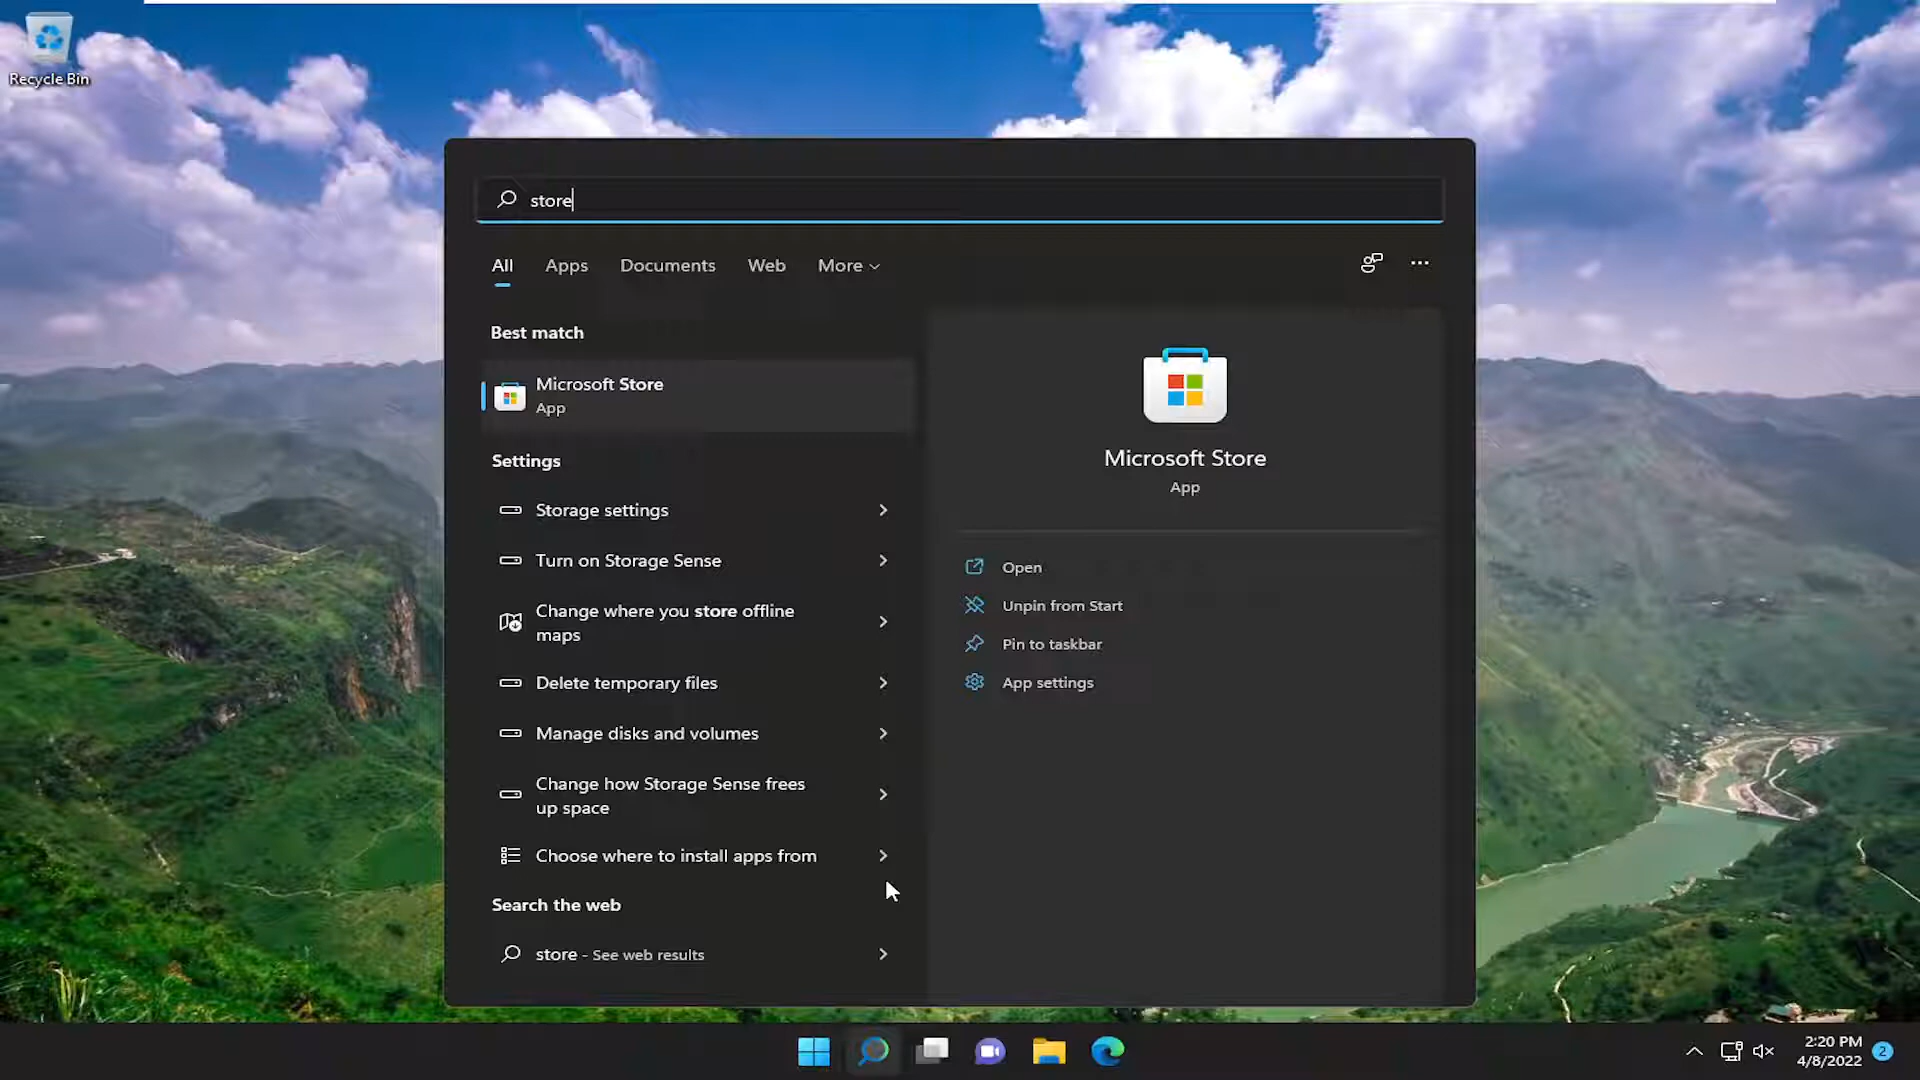 Recycle Bin
store
All
Apps
Documents
Web
More
Best match
Microsoft Store
App
Settings
Storage settings
Turn on Storage Sense
Change where you store offline
maps
Delete temporary files
Manage disks and volumes
Change how Storage Sense frees
up space
Choose where to install apps from
Search the web
store - See web results
Microsoft Store
App
Open
Unpin from Start
Pin to taskbar
App settings
2:20 PM
4/8/2022
2